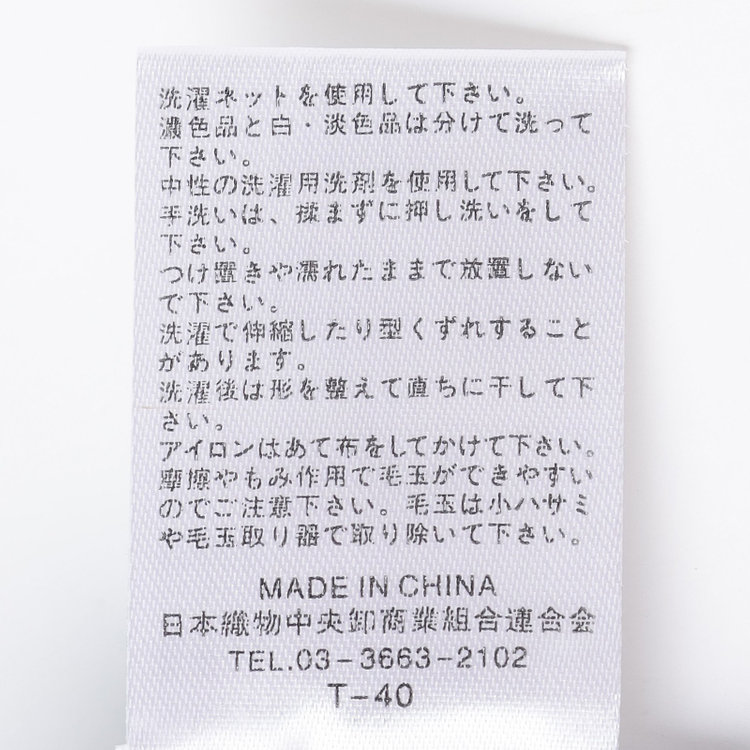 洗濯ネットを使用して下さい。
濃色品と白・淡色品は分けて洗って
下さい。
中性の洗濯用洗剤を使用して下さい。
手洗いは、揉まずに押し洗いをして
下さい。
つけ置きや濡れたままで放置しない
で下さい。
洗濯で伸縮したり型くずれすること
があります。
洗濯後は形を整えて直ちに干して下
さい。
アイロンはあて布をしてかけて下さい。
摩擦やもみ作用で毛玉ができやすい
のでご注意下さい。毛玉は小ハサミ
や毛玉取り器で取り除いて下さい。
MADE IN CHINA
日本織物中央卸商業組合連合会
TEL.03-3663-2102
T-40